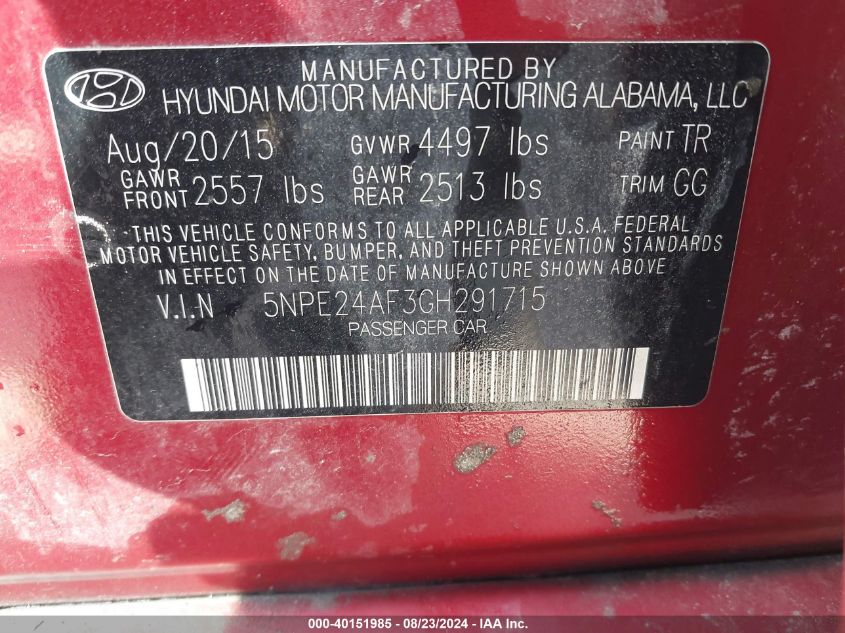 MANUFACTURED BY
HYUNDAI MOTOR MANUFACTURING ALABAMA, LLC
Aug/20/15 GVWR 4497 lbs PAINT TR
GAWR FRONT 2557 lbs GAWR REAR 2513 lbs TRIM GG
THIS VEHICLE CONFORMS TO ALL APPLICABLE U.S.A. FEDERAL
MOTOR VEHICLE SAFETY, BUMPER, AND THEFT PREVENTION STANDARDS
IN EFFECT ON THE DATE OF MANUFACTURE SHOWN ABOVE.
V.I.N 5NPE24AF3GH291715
PASSENGER CAR
000-40151985 - 08/23/2024 - IAA Inc.